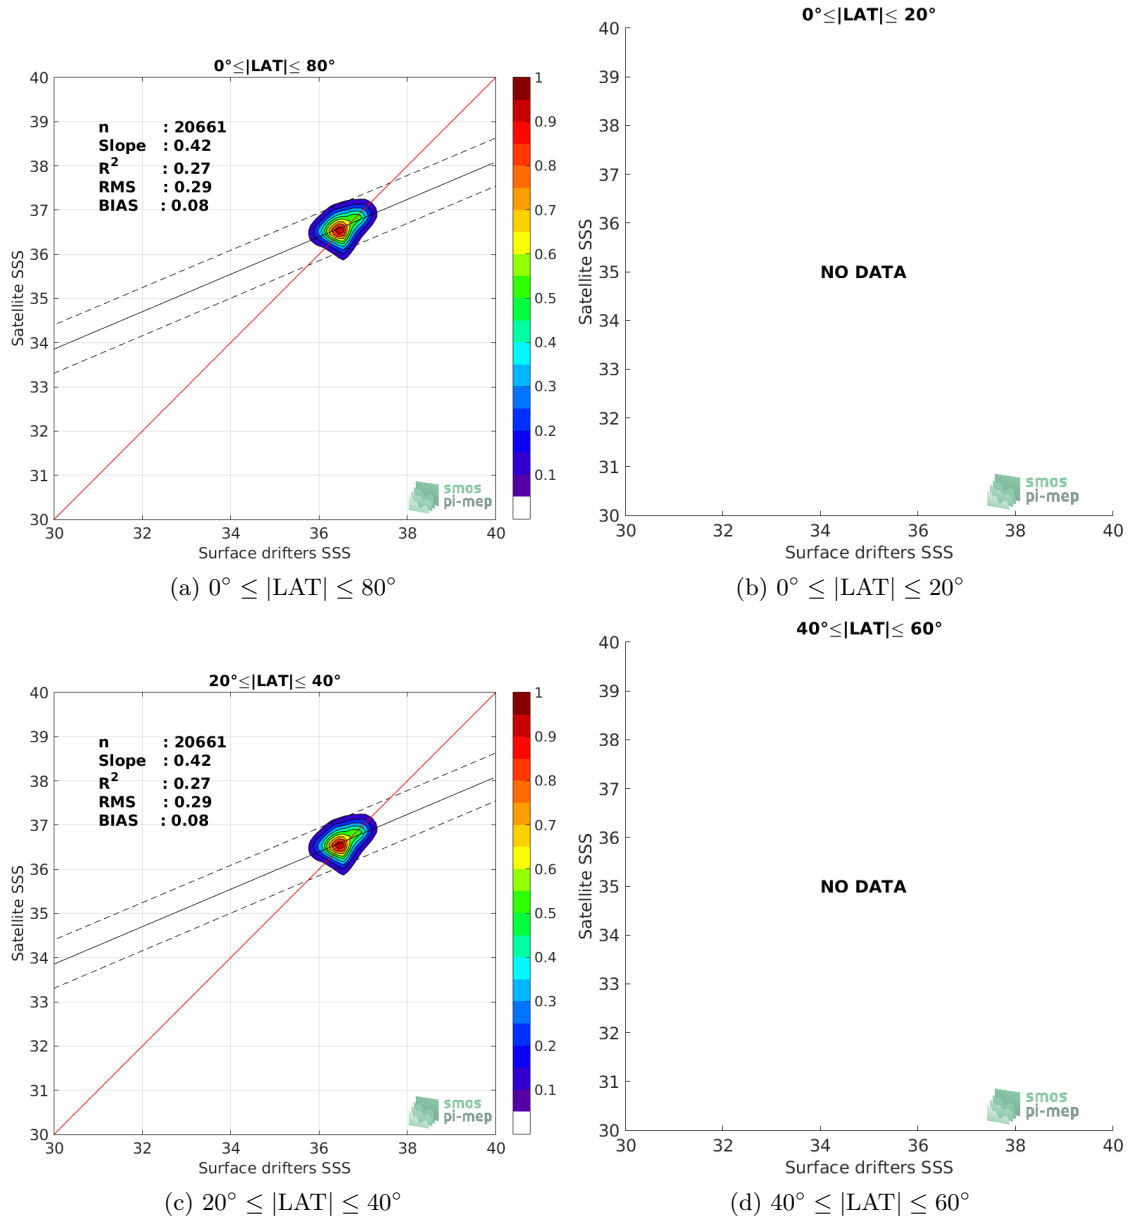 0°≤|LAT|≤ 80°
40
39
38
37
36
35
34
33
32
31
30
n : 20661
Slope : 0.42
R2 : 0.27
RMS : 0.29
BIAS : 0.08
1
0.9
0.8
0.7
0.6
0.5
0.4
0.3
0.2
0.1
Satellite SSS
smos
pi-mep
30 32 34 36 38 40
Surface drifters SSS
(a) 0° ≤ |LAT| ≤ 80°
0°≤|LAT|≤ 20°
40
39
38
37
36
35
34
33
32
31
30
Satellite SSS
NO DATA
smos
pi-mep
30 32 34 36 38 40
Surface drifters SSS
(b) 0° ≤ |LAT| ≤ 20°
20°≤|LAT|≤ 40°
40
39
38
37
36
35
34
33
32
31
30
n : 20661
Slope : 0.42
R2 : 0.27
RMS : 0.29
BIAS : 0.08
1
0.9
0.8
0.7
0.6
0.5
0.4
0.3
0.2
0.1
Satellite SSS
smos
pi-mep
30 32 34 36 38 40
Surface drifters SSS
(c) 20° ≤ |LAT| ≤ 40°
40°≤|LAT|≤ 60°
40
39
38
37
36
35
34
33
32
31
30
Satellite SSS
NO DATA
smos
pi-mep
30 32 34 36 38 40
Surface drifters SSS
(d) 40° ≤ |LAT| ≤ 60°